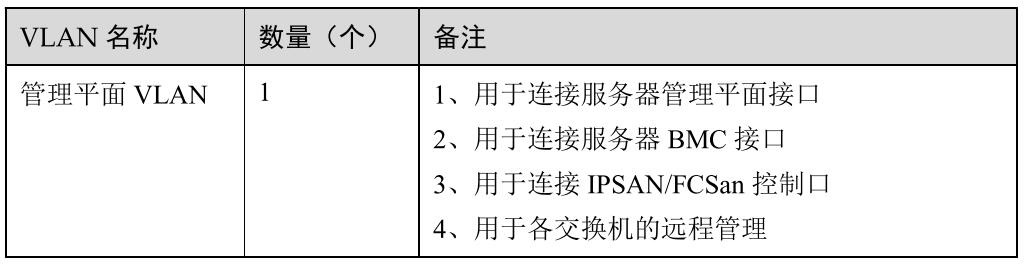 VLAN 名称 数量（个） 备注
管理平面 VLAN 1 1、用于连接服务器管理平面接口
2、用于连接服务器 BMC 接口
3、用于连接 IPSAN/FCSan 控制口
4、用于各交换机的远程管理